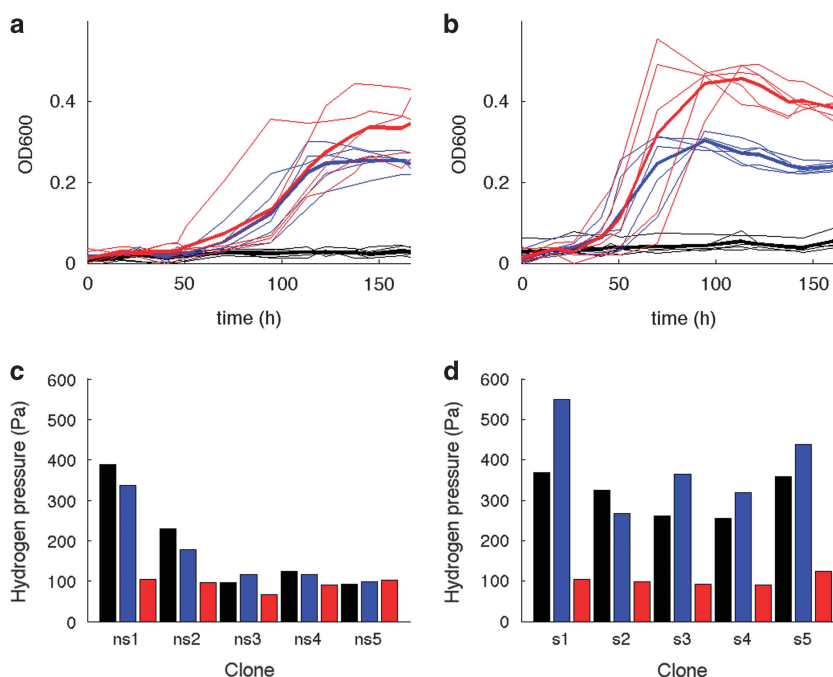 a
b
OD600
0.4
0.2
0
0
50
100
150
time (h)
OD600
0.4
0.2
0
0
50
100
150
time (h)
c
d
Hydrogen pressure (Pa)
600
500
400
300
200
100
0
ns1 ns2 ns3 ns4 ns5
Clone
Hydrogen pressure (Pa)
600
500
400
300
200
100
0
s1 s2 s3 s4 s5
Clone